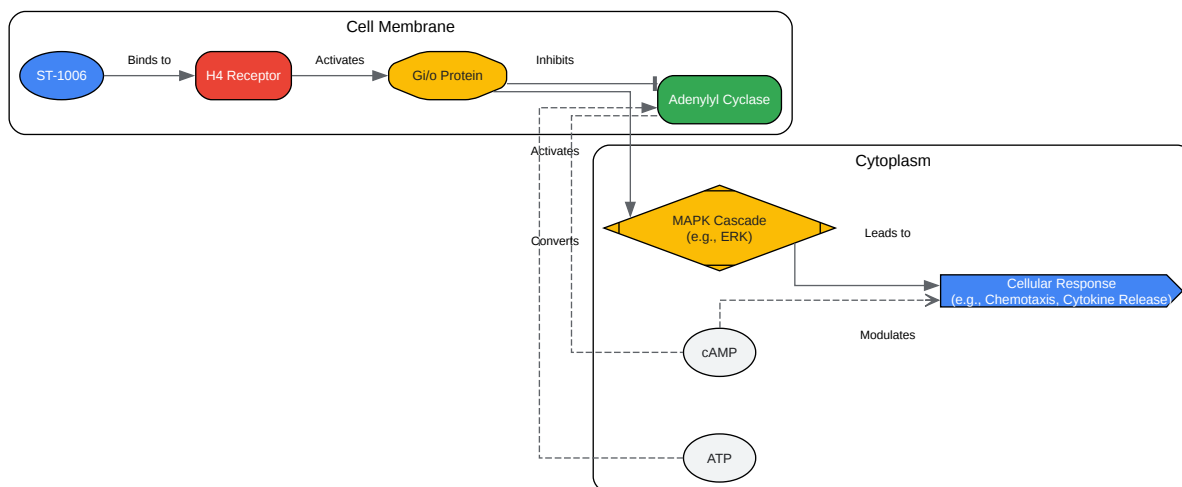 Cell Membrane
ST-1006
Binds to
H4 Receptor
Activates
Gi/o Protein
Inhibits
Adenylyl Cyclase
Activates
Cytoplasm
MAPK Cascade
(e.g., ERK)
Converts
Leads to
Cellular Response
(e.g., Chemotaxis, Cytokine Release)
Modulates
cAMP
ATP